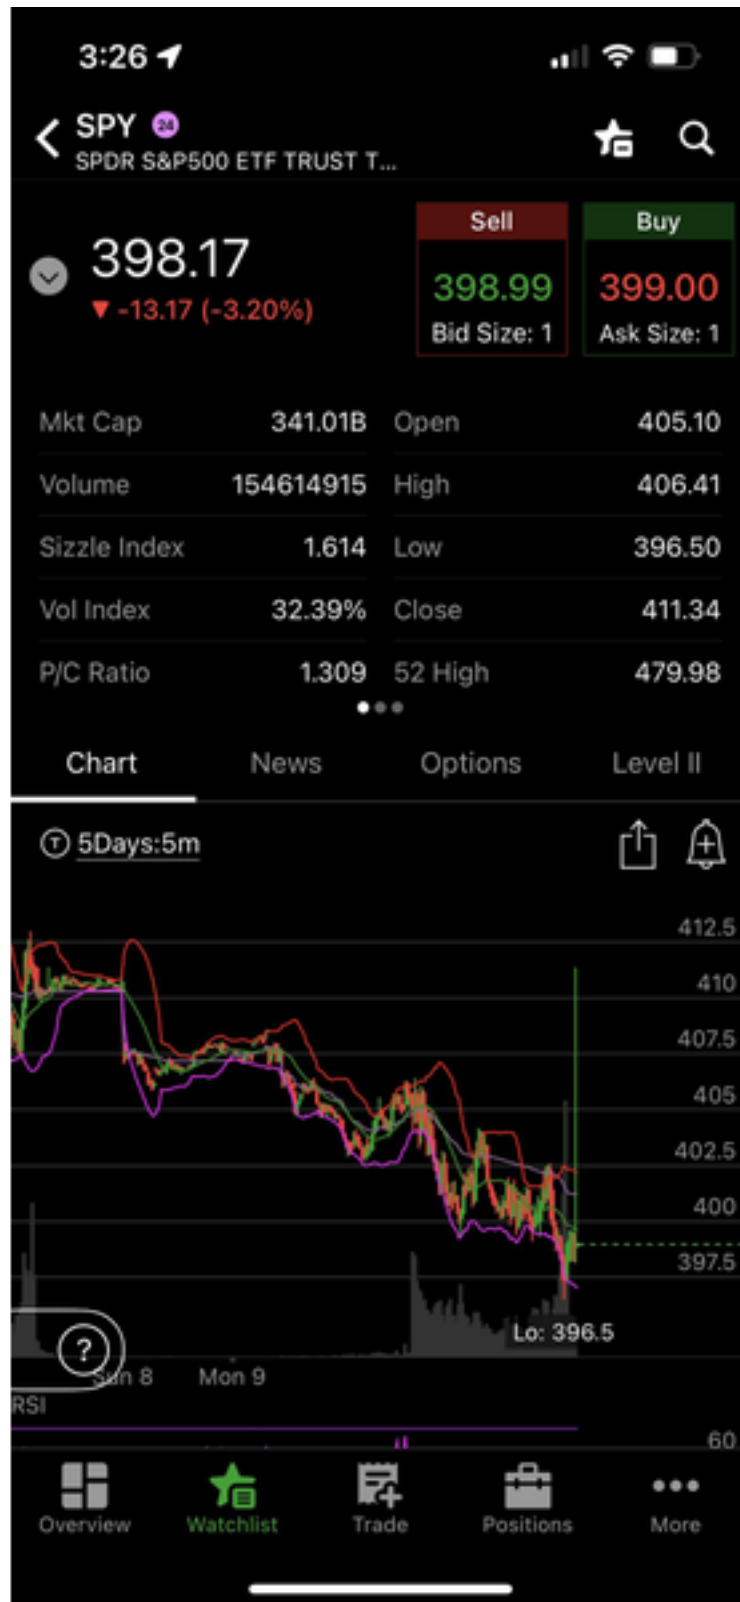 3:26
SPY 24
SPDR S&P500 ETF TRUST T...
398.17
▼ -13.17 (-3.20%)
Sell
398.99
Bid Size: 1
Buy
399.00
Ask Size: 1
Mkt Cap 341.01B Open 405.10
Volume 154614915 High 406.41
Sizzle Index 1.614 Low 396.50
Vol Index 32.39% Close 411.34
P/C Ratio 1.309 52 High 479.98
Chart News Options Level II
T 5Days:5m
412.5
410
407.5
405
402.5
400
397.5
Lo: 396.5
?
Sun 8 Mon 9
RSI
60
Overview Watchlist Trade Positions More